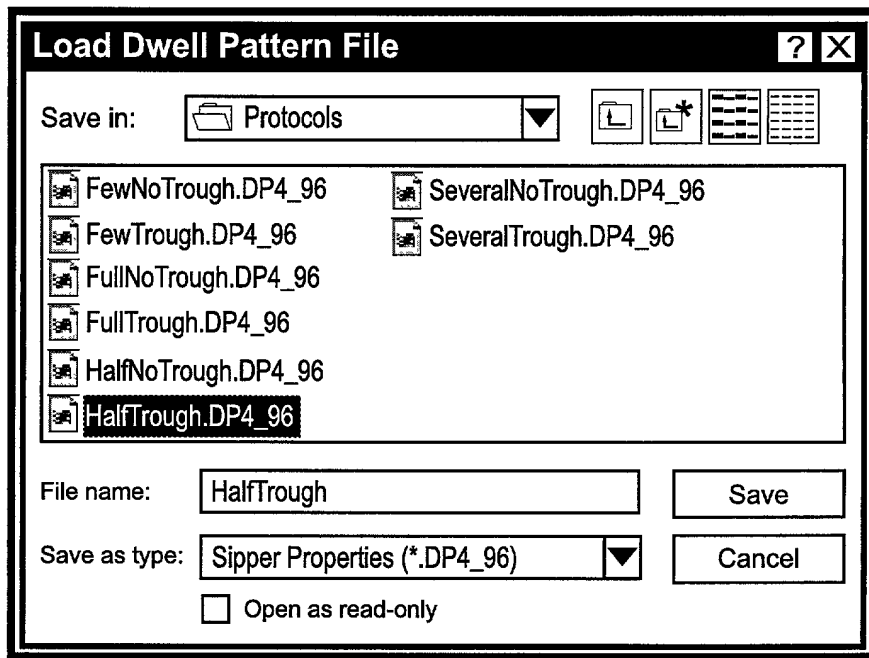 Load Dwell Pattern File ? X
Save in: Protocols
FewNoTrough.DP4_96 SeveralNoTrough.DP4_96
FewTrough.DP4_96 SeveralTrough.DP4_96
FullNoTrough.DP4_96
FullTrough.DP4_96
HalfNoTrough.DP4_96
HalfTrough.DP4_96
File name: HalfTrough Save
Save as type: Sipper Properties (*.DP4_96) Cancel
Open as read-only